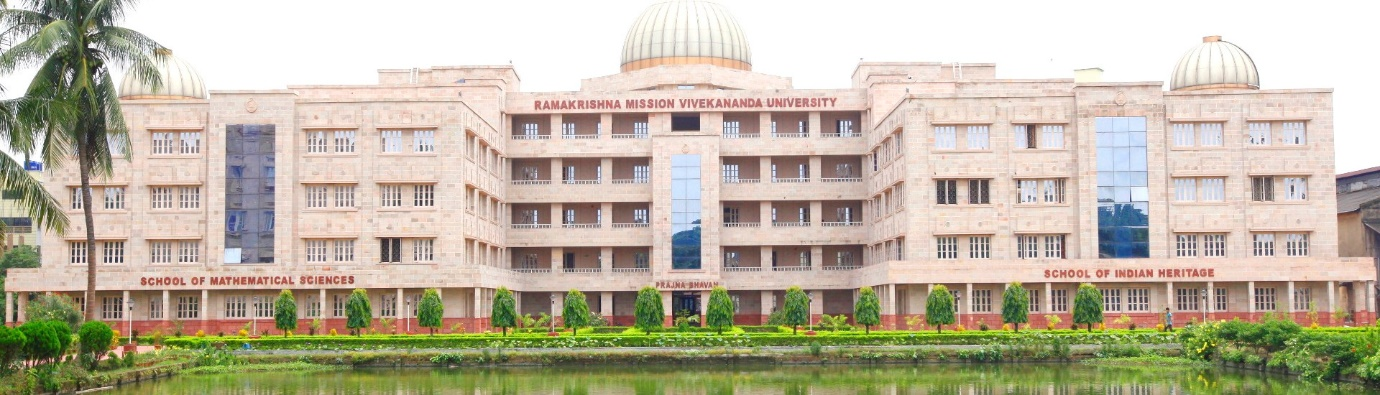 RAMAKRISHNA MISSION VIVEKANANDA UNIVERSITY
SCHOOL OF MATHEMATICAL SCIENCES
PRAJNA BHAVAN
SCHOOL OF INDIAN HERITAGE